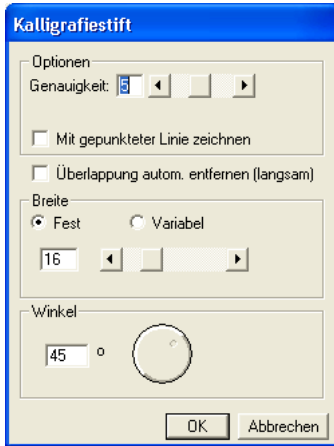 Kalligrafiestift
Optionen
Genauigkeit: 5
Mit gepunkteter Linie zeichnen
Überlappung autom. entfernen (langsam)
Breite
Fest Variabel
16
Winkel
45 °
OK Abbrechen